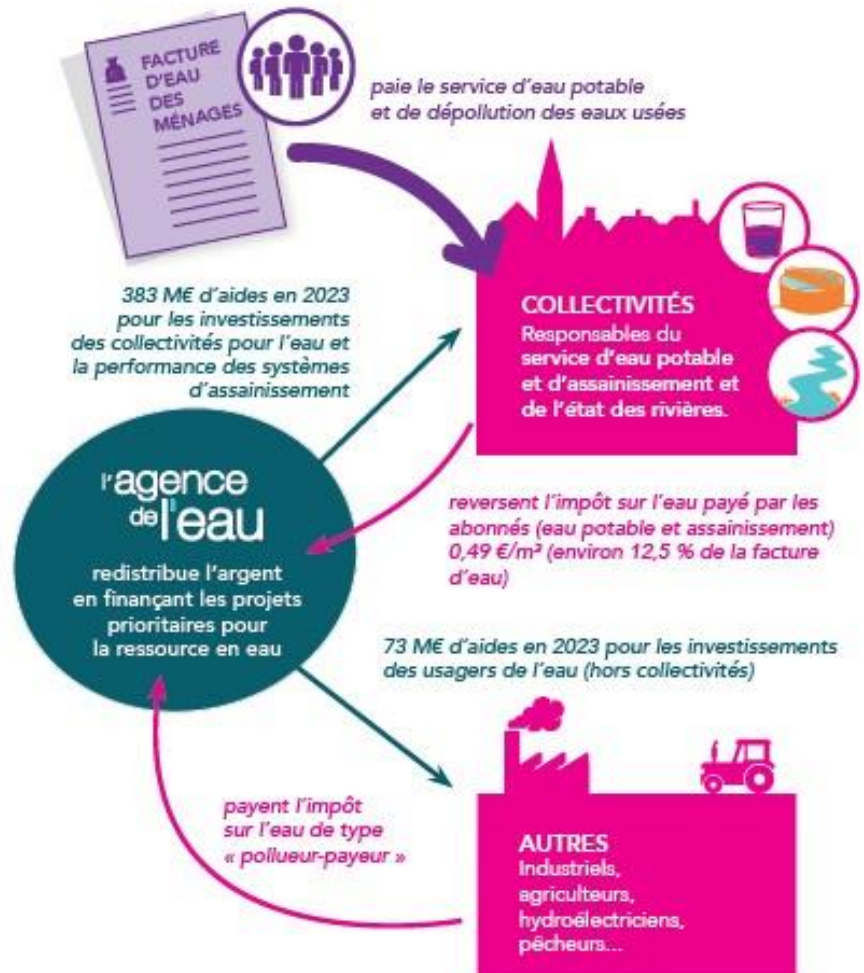 FACTURE
D'EAU
DES
MÉNAGES
paie le service d'eau potable
et de dépollution des eaux usées
383 M€ d'aides en 2023
pour les investissements
des collectivités pour l'eau et
la performance des systèmes
d'assainissement
COLLECTIVITÉS
Responsables du
service d'eau potable
et d'assainissement et
de l'état des rivières.
l'agence
de l'eau
redistribue l'argent
en finançant les projets
prioritaires pour
la ressource en eau
reversent l'impôt sur l'eau payé par les
abonnés (eau potable et assainissement)
0,49 €/m³ (environ 12,5 % de la facture
d'eau)
73 M€ d'aides en 2023 pour les investissements
des usagers de l'eau (hors collectivités)
payent l'impôt
sur l'eau de type
« pollueur-payeur »
AUTRES
Industriels,
agriculteurs,
hydroélectriciens,
pêcheurs...